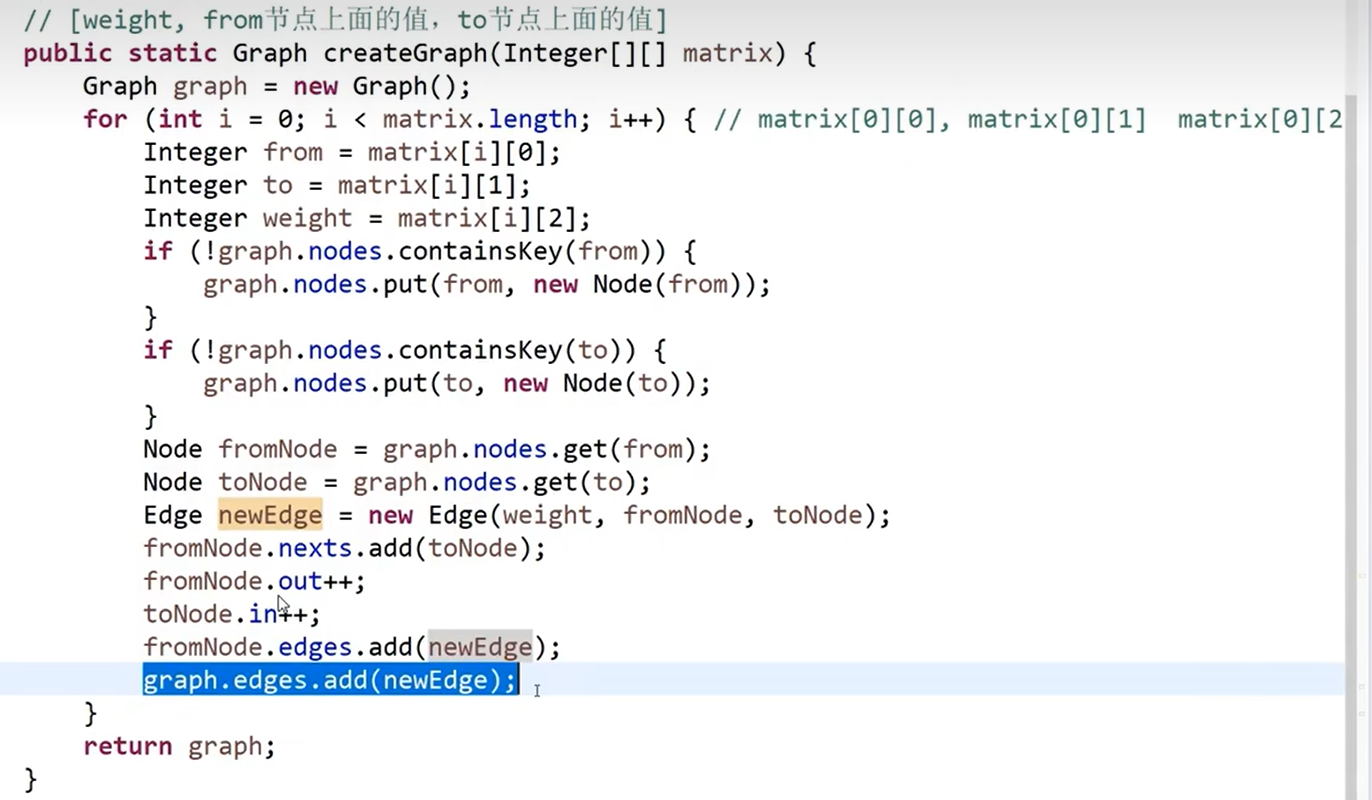 // [weight, from节点上面的值，to节点上面的值]
public static Graph createGraph(Integer[][] matrix) {
Graph graph = new Graph();
for (int i = 0; i < matrix.length; i++) { // matrix[0][0], matrix[0][1]  matrix[0][2
Integer from = matrix[i][0];
Integer to = matrix[i][1];
Integer weight = matrix[i][2];
if (!graph.nodes.containsKey(from)) {
graph.nodes.put(from, new Node(from));
}
if (!graph.nodes.containsKey(to)) {
graph.nodes.put(to, new Node(to));
}
Node fromNode = graph.nodes.get(from);
Node toNode = graph.nodes.get(to);
Edge newEdge = new Edge(weight, fromNode, toNode);
fromNode.nexts.add(toNode);
fromNode.out++;
toNode.in++;
fromNode.edges.add(newEdge);
graph.edges.add(newEdge);
}
return graph;
}